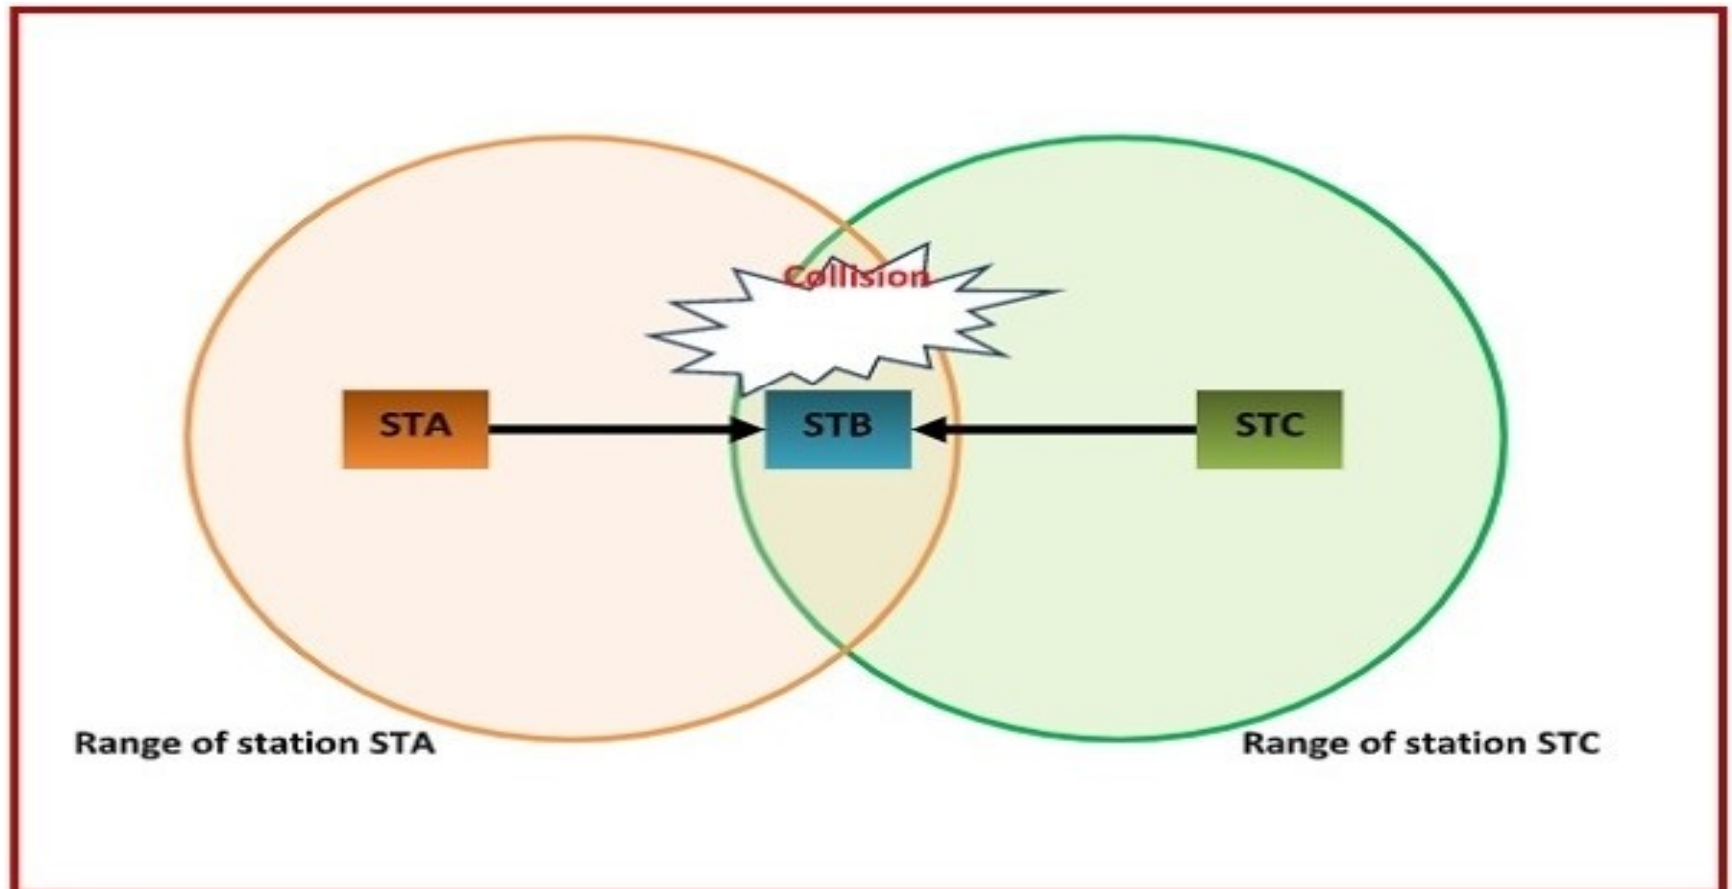 Collision
STA
STB
STC
Range of station STA
Range of station STC